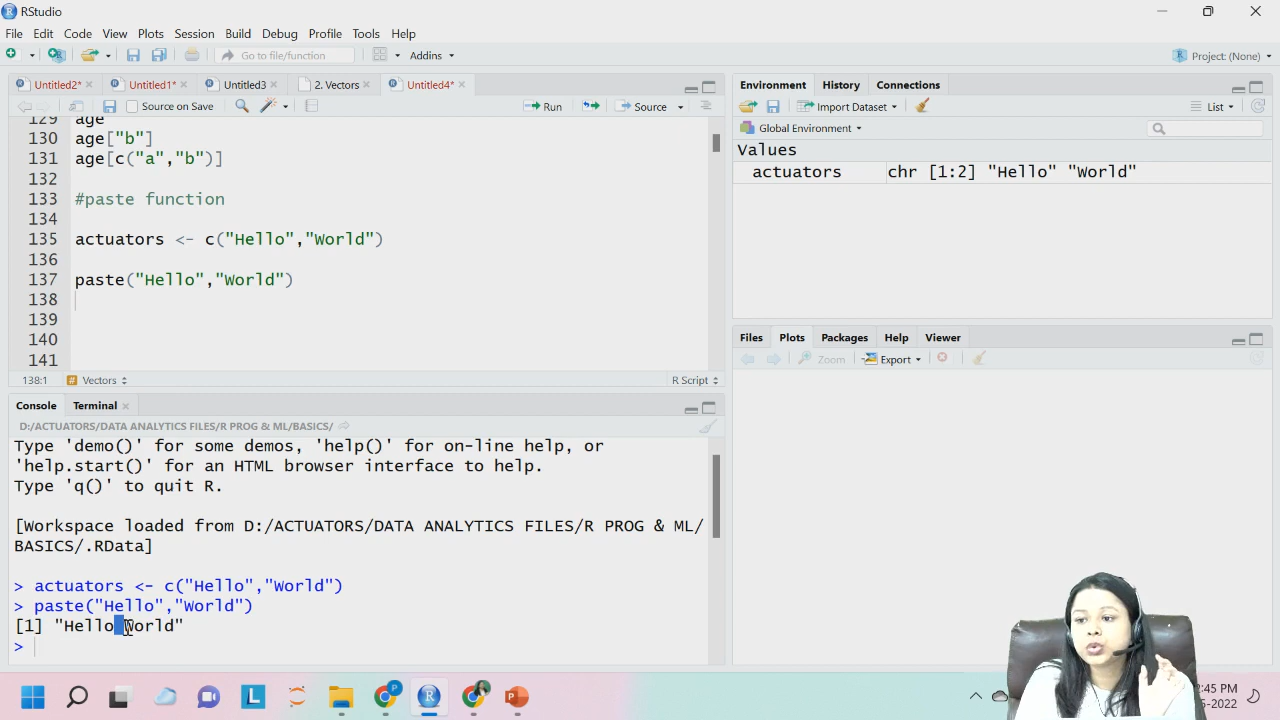 RStudio
File Edit Code View Plots Session Build Debug Profile Tools Help
Go to file/function Addins Project: (None)
Untitled2* Untitled1* Untitled3 2. Vectors Untitled4*
Source on Save Run Source
129 age
130 age["b"]
131 age[c("a","b")]
132
133 #paste function
134
135 actuators <- c("Hello","World")
136
137 paste("Hello","World")
138
139
140
141
138:1 Vectors R Script
Console Terminal
D:/ACTUATORS/DATA ANALYTICS FILES/R PROG & ML/BASICS/
Type 'demo()' for some demos, 'help()' for on-line help, or
'help.start()' for an HTML browser interface to help.
Type 'q()' to quit R.
[Workspace loaded from D:/ACTUATORS/DATA ANALYTICS FILES/R PROG & ML/
BASICS/.RData]
> actuators <- c("Hello","World")
> paste("Hello","World")
[1] "Hello World"
>
Environment History Connections
Import Dataset List
Global Environment
Values
actuators chr [1:2] "Hello" "World"
Files Plots Packages Help Viewer
Zoom Export
:45 PM
-2022